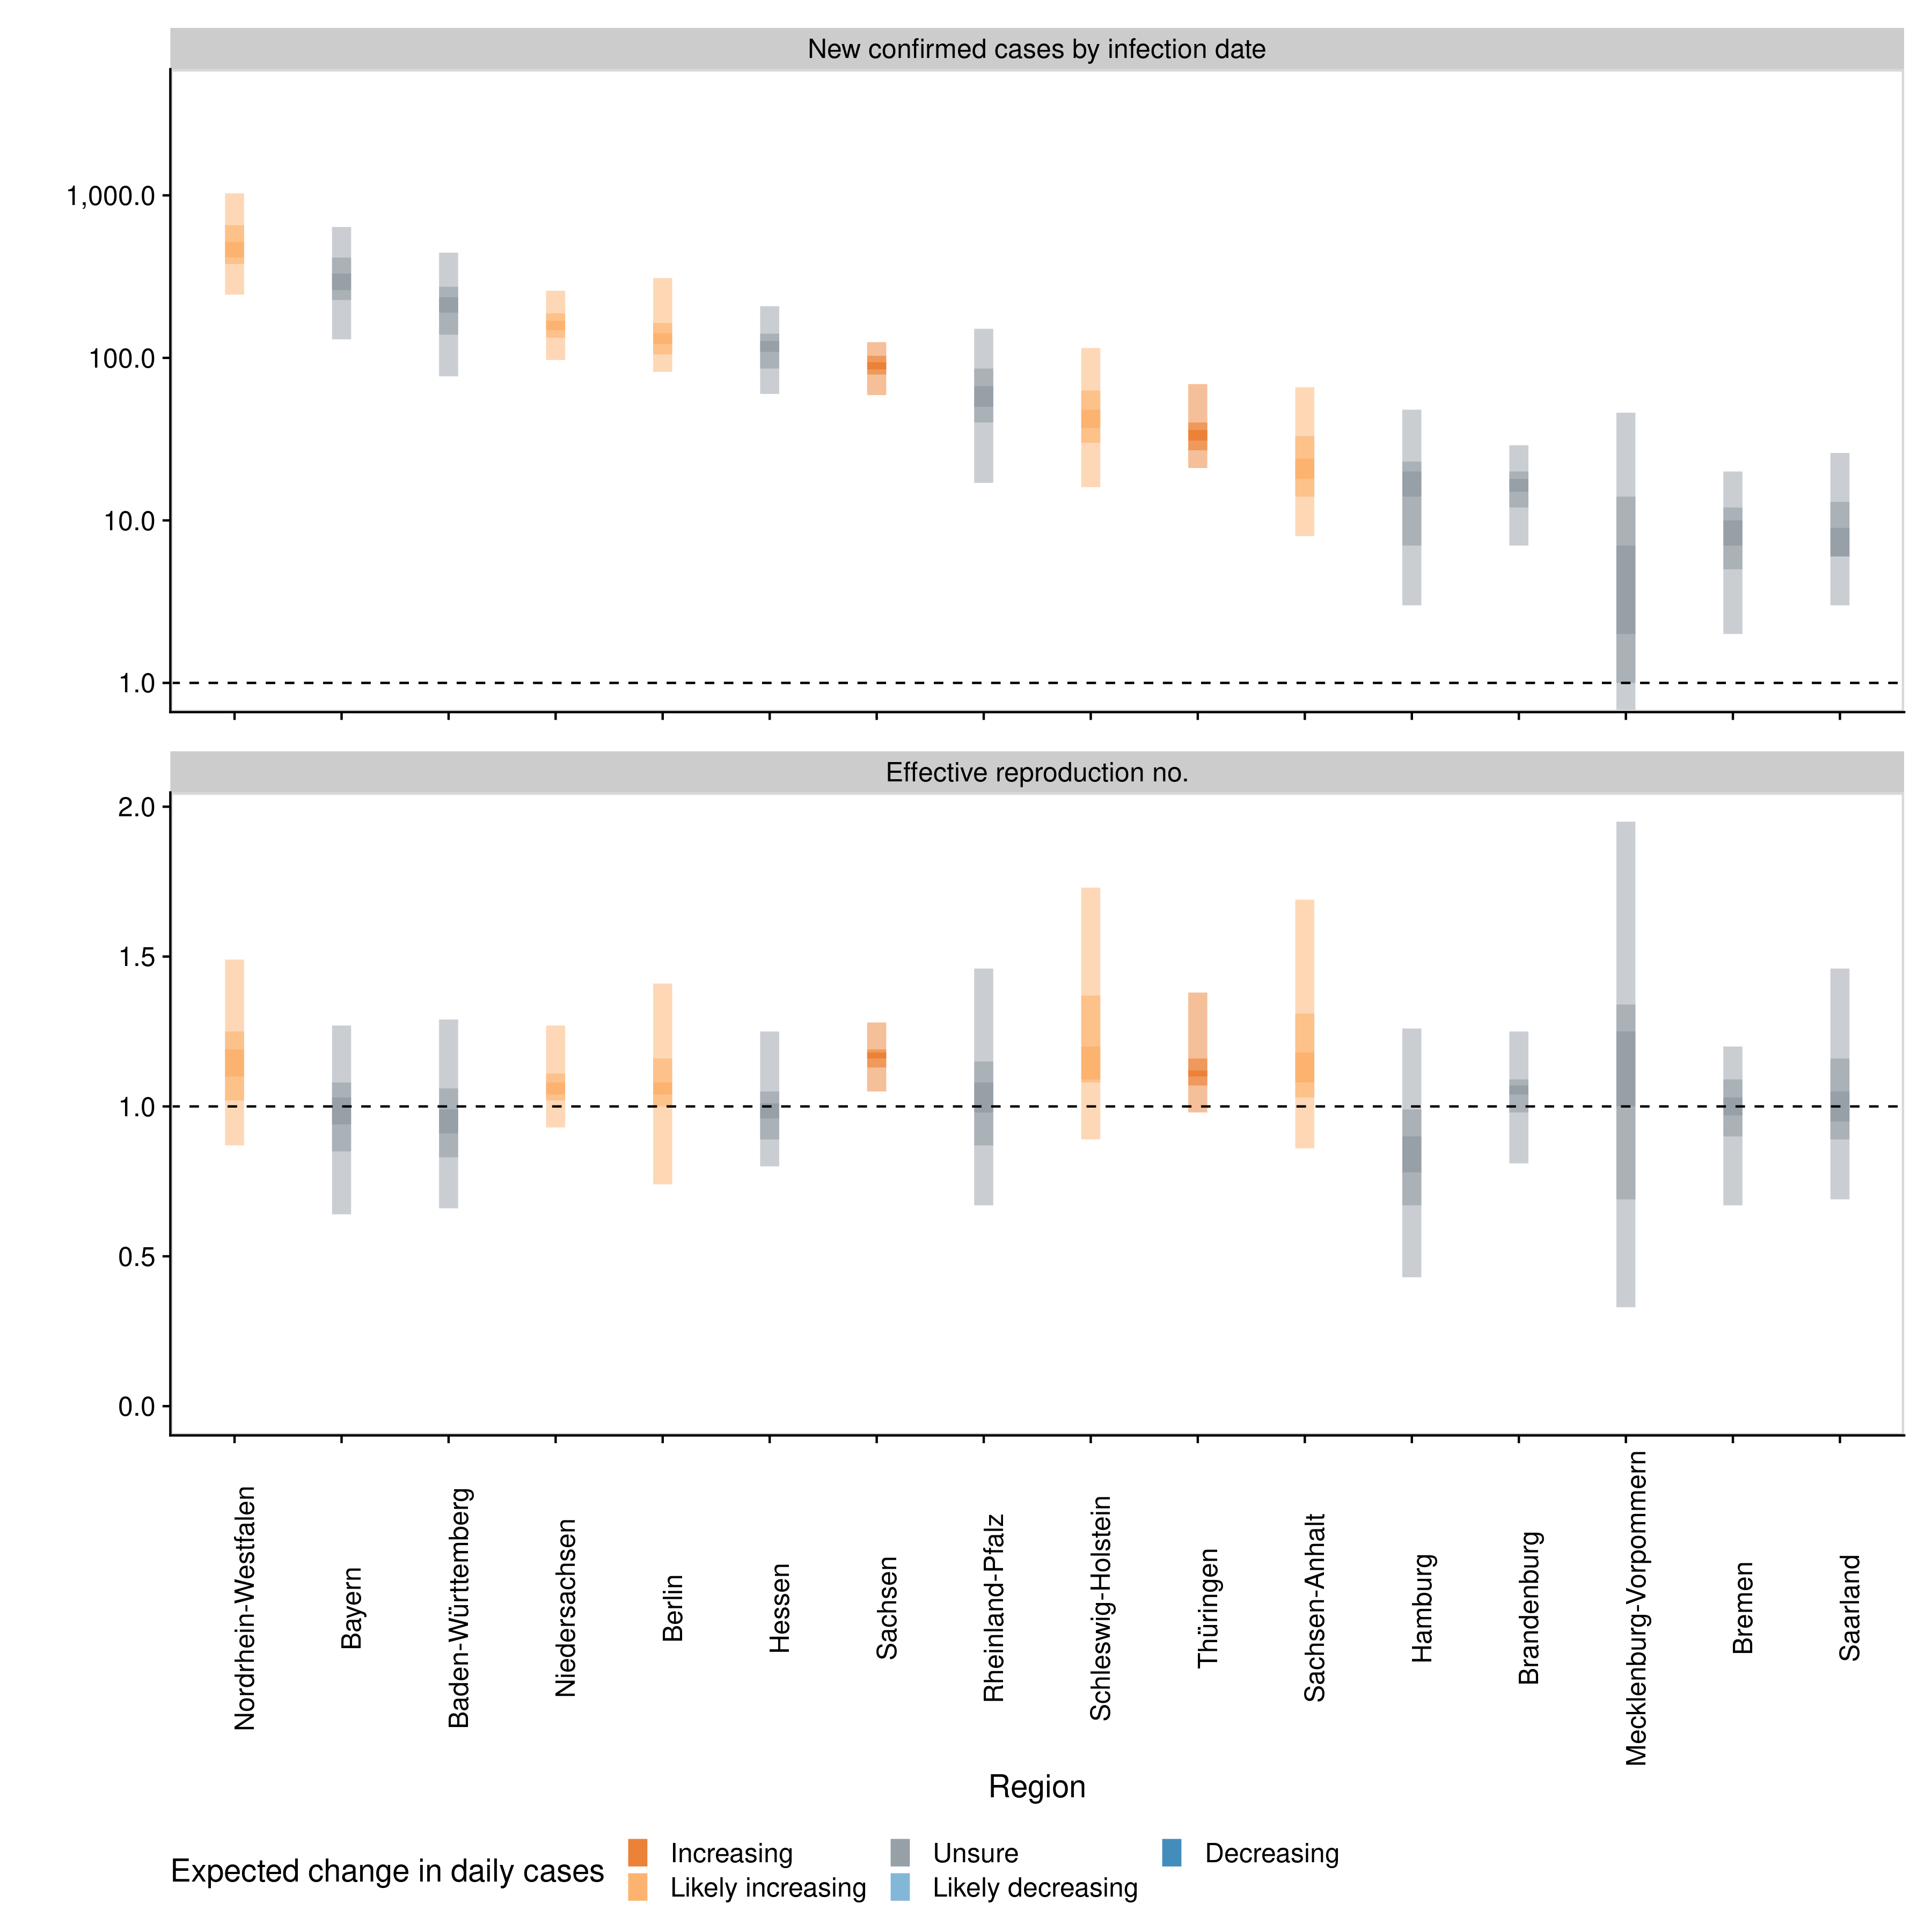 New confirmed cases by infection date
1,000.0
100.0
10.0
1.0
Effective reproduction no.
2.0
1.5
1.0
0.5
0.0
Nordrhein-Westfalen
Bayern
Baden-Württemberg
Niedersachsen
Berlin
Hessen
Sachsen
Rheinland-Pfalz
Schleswig-Holstein
Thüringen
Sachsen-Anhalt
Hamburg
Brandenburg
Mecklenburg-Vorpommern
Bremen
Saarland
Region
Expected change in daily cases
Increasing
Unsure
Decreasing
Likely increasing
Likely decreasing